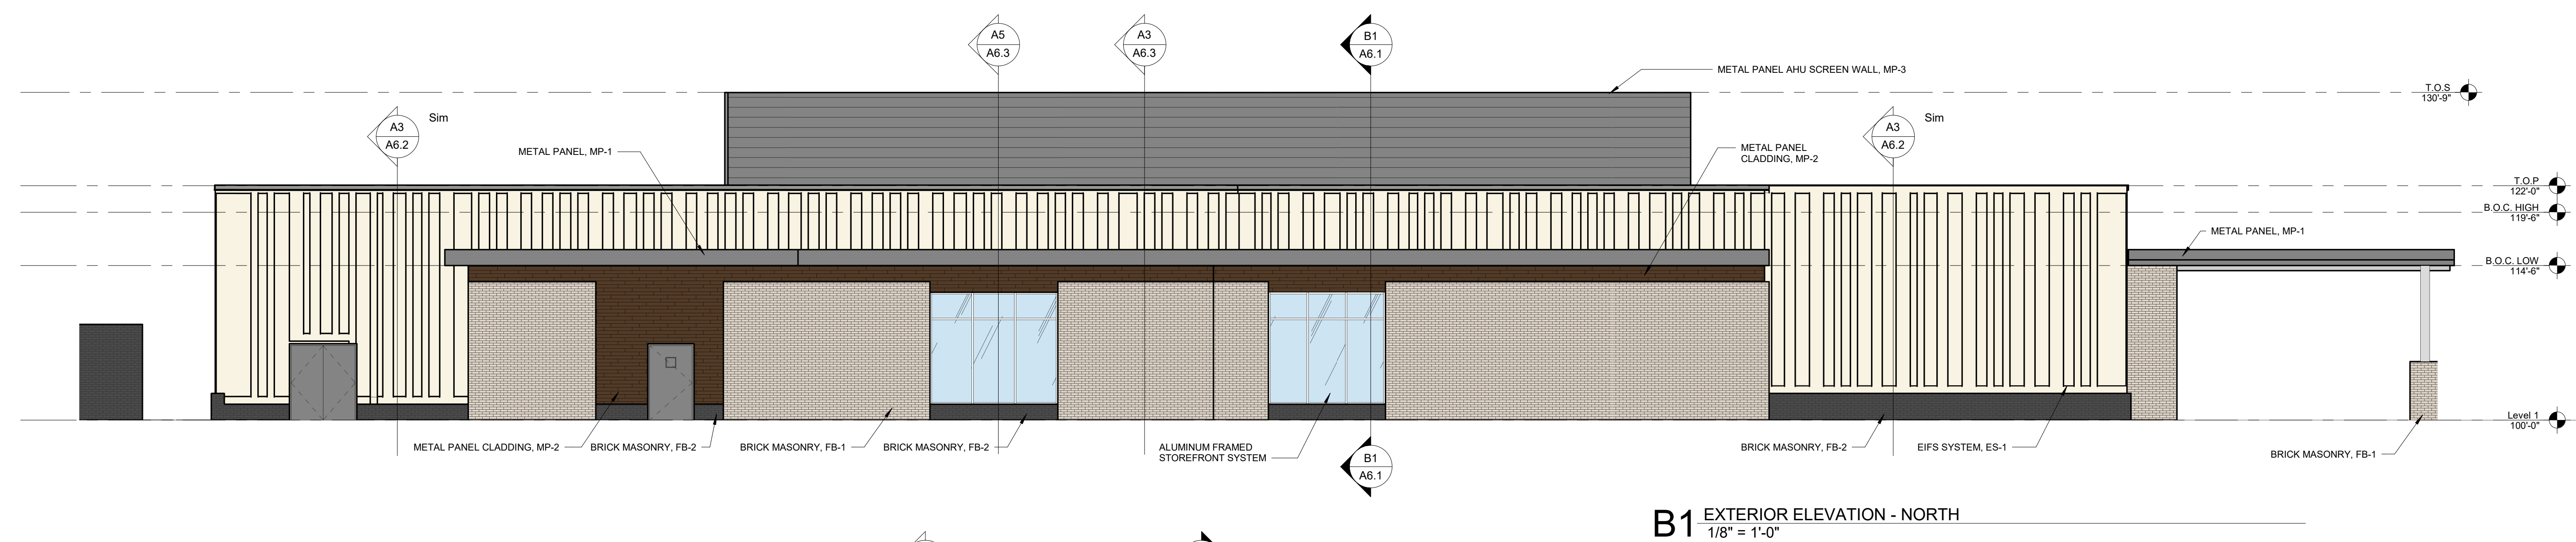 A5
A6.3
A3
A6.3
B1
A6.1
METAL PANEL AHU SCREEN WALL, MP-3
T.O.S
130'-9"
A3
A6.2
Sim
A3
A6.2
Sim
METAL PANEL, MP-1
METAL PANEL
CLADDING, MP-2
T.O.P
122'-0"
B.O.C. HIGH
119'-6"
METAL PANEL, MP-1
B.O.C. LOW
114'-6"
Level 1
100'-0"
METAL PANEL CLADDING, MP-2
BRICK MASONRY, FB-2
BRICK MASONRY, FB-1
BRICK MASONRY, FB-2
ALUMINUM FRAMED
STOREFRONT SYSTEM
BRICK MASONRY, FB-2
EIFS SYSTEM, ES-1
BRICK MASONRY, FB-1
B1
A6.1
B1 EXTERIOR ELEVATION - NORTH
1/8" = 1'-0"